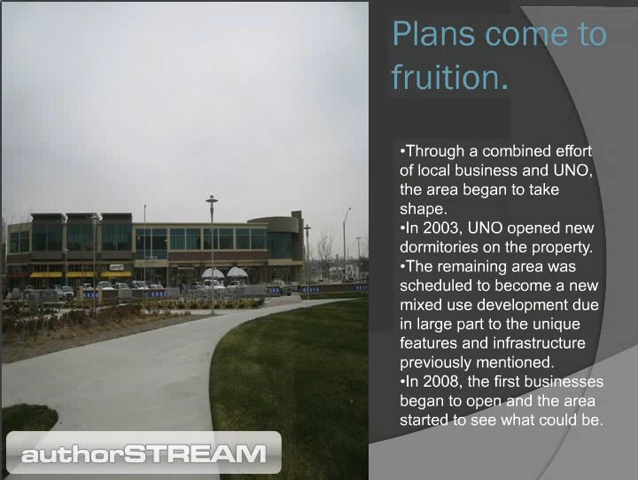 Plans come to
fruition.
•Through a combined effort
of local business and UNO,
the area began to take
shape.
•In 2003, UNO opened new
dormitories on the property.
•The remaining area was
scheduled to become a new
mixed use development due
in large part to the unique
features and infrastructure
previously mentioned.
•In 2008, the first businesses
began to open and the area
started to see what could be.
authorSTREAM